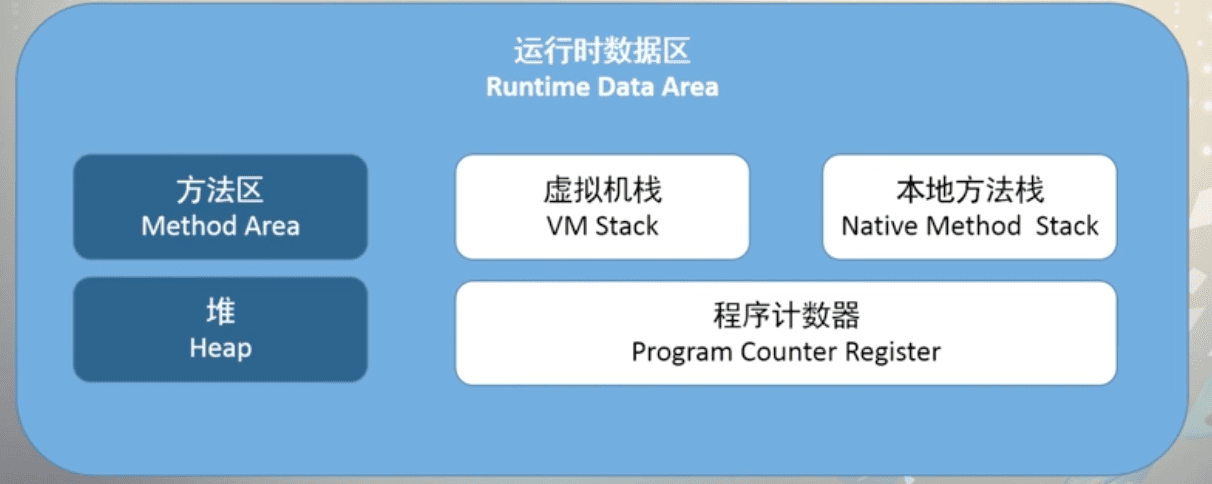 运行时数据区
Runtime Data Area
方法区
Method Area
虚拟机栈
VM Stack
本地方法栈
Native Method Stack
堆
Heap
程序计数器
Program Counter Register